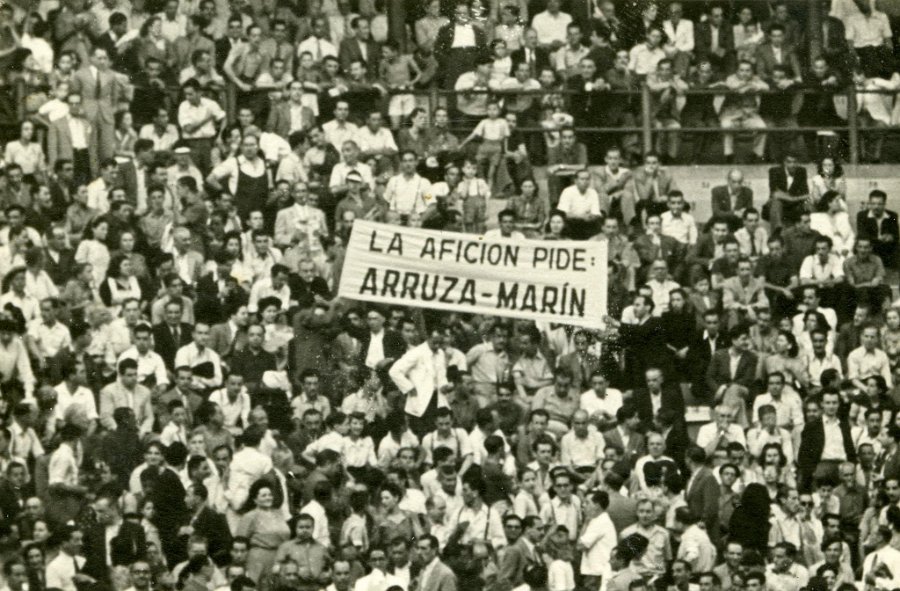 LA AFICION PIDE:
ARRUZA-MARÍN